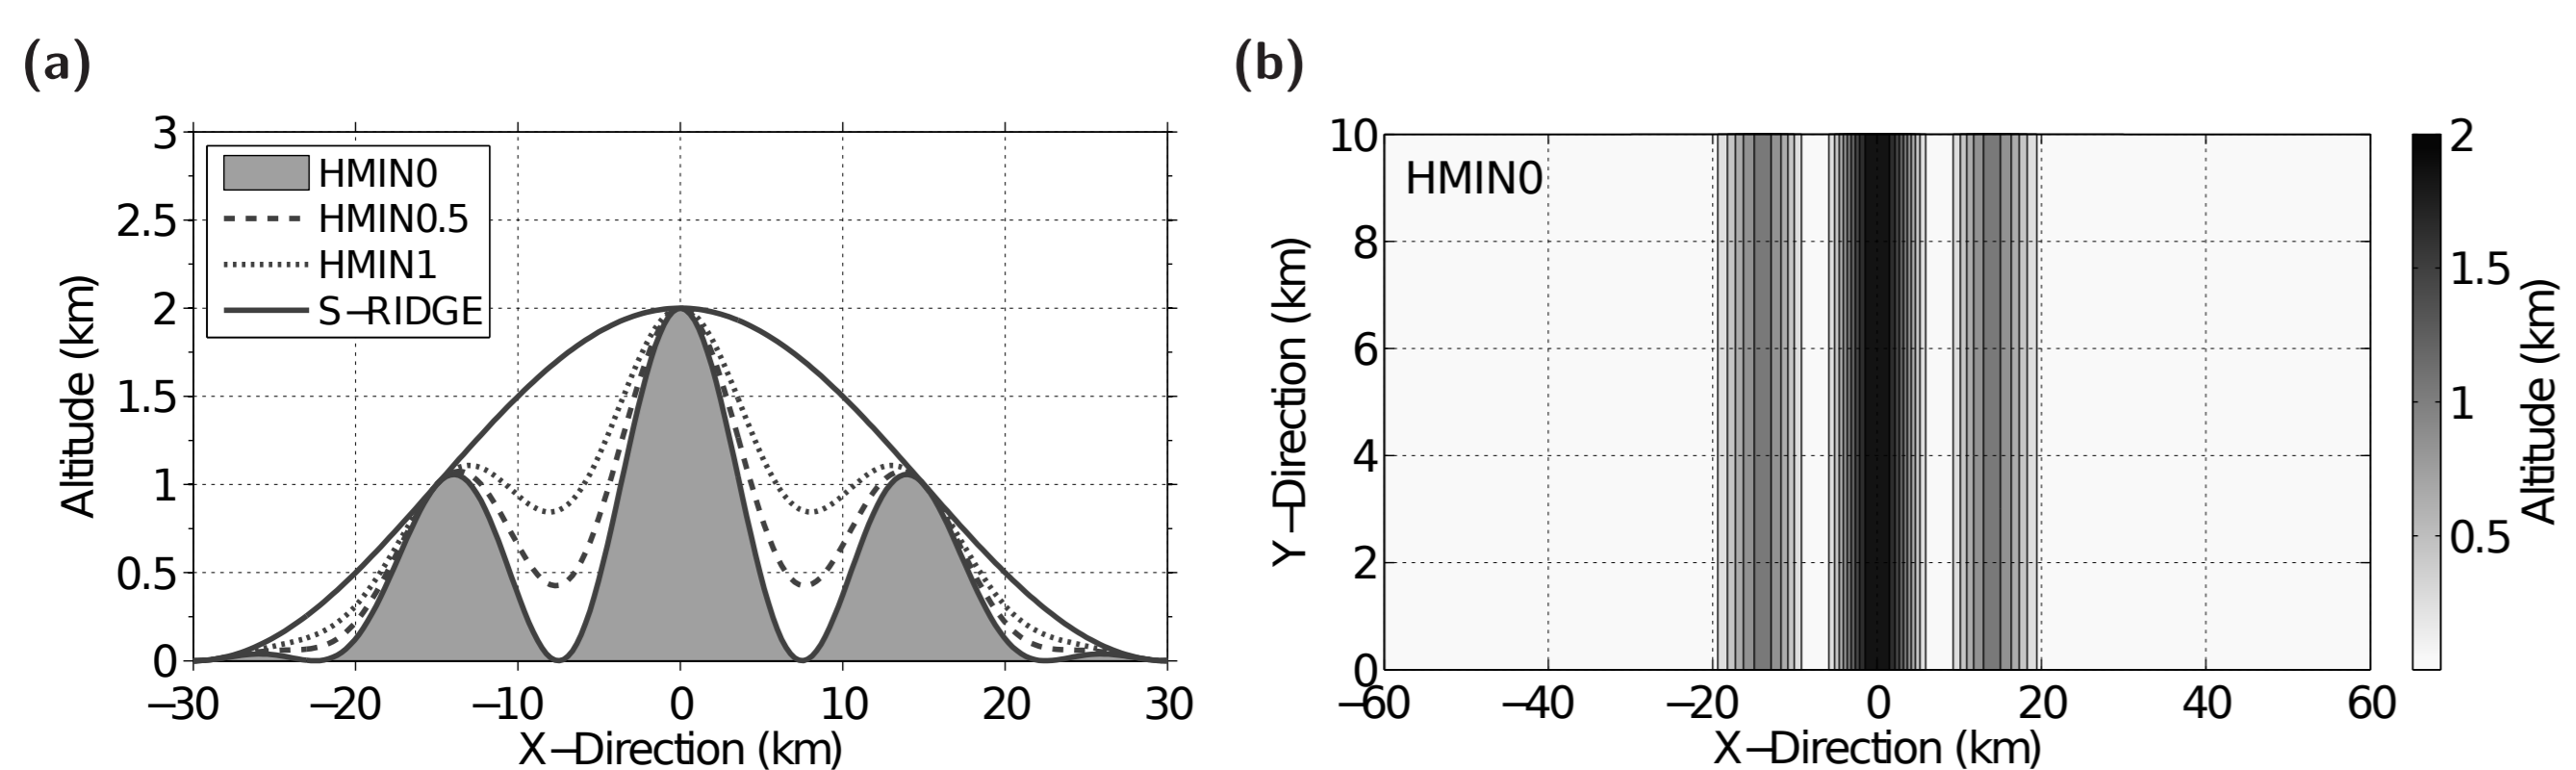 (a)
3
2.5
2
1.5
1
0.5
0
Altitude (km)
HMIN0
HMIN0.5
HMIN1
S−RIDGE
−30
−20
−10
0
10
20
30
X−Direction (km)
(b)
10
8
6
4
2
0
Y−Direction (km)
HMIN0
−60
−40
−20
0
20
40
60
X−Direction (km)
2
1.5
1
0.5
Altitude (km)